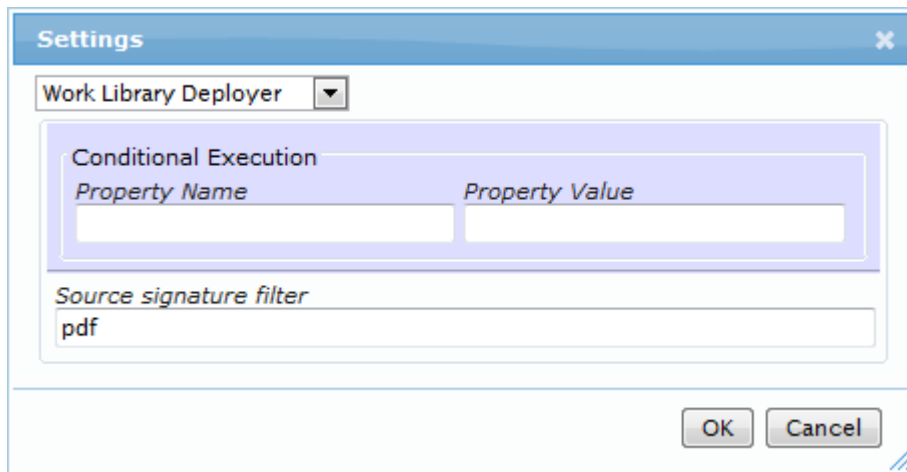 Settings
Work Library Deployer
Conditional Execution
Property Name Property Value
Source signature filter
pdf
OK Cancel